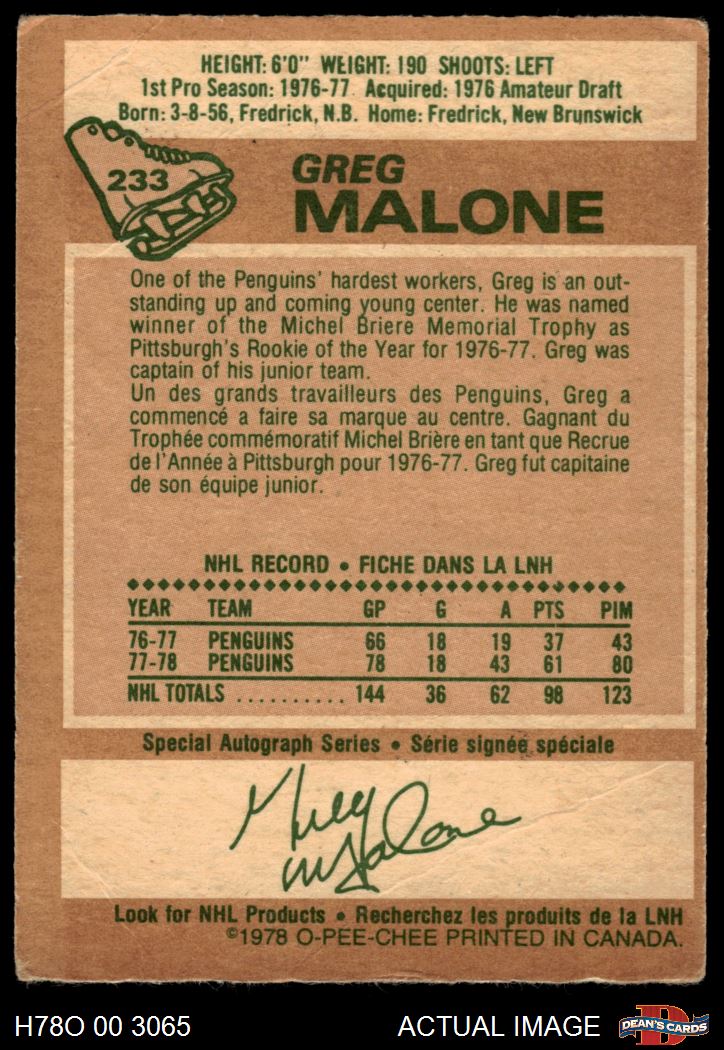 HEIGHT: 6'0" WEIGHT: 190 SHOOTS: LEFT
1st Pro Season: 1976-77 Acquired: 1976 Amateur Draft
Born: 3-8-56, Fredrick, N.B. Home: Fredrick, New Brunswick
233
GREG
MALONE
One of the Penguins' hardest workers, Greg is an out-
standing up and coming young center. He was named
winner of the Michel Briere Memorial Trophy as
Pittsburgh's Rookie of the Year for 1976-77. Greg was
captain of his junior team.
Un des grands travailleurs des Penguins, Greg a
commencé a faire sa marque au centre. Gagnant du
Trophée commémoratif Michel Brière en tant que Recrue
de l'Année à Pittsburgh pour 1976-77. Greg fut capitaine
de son équipe junior.
NHL RECORD • FICHE DANS LA LNH
YEAR TEAM GP G A PTS PIM
76-77 PENGUINS 66 18 19 37 43
77-78 PENGUINS 78 18 43 61 80
NHL TOTALS .......... 144 36 62 98 123
Special Autograph Series • Série signée spéciale
Greg
Malone
Look for NHL Products • Recherchez les produits de la LNH
©1978 O-PEE-CHEE PRINTED IN CANADA.
H78O 00 3065 ACTUAL IMAGE DEAN'S CARDS